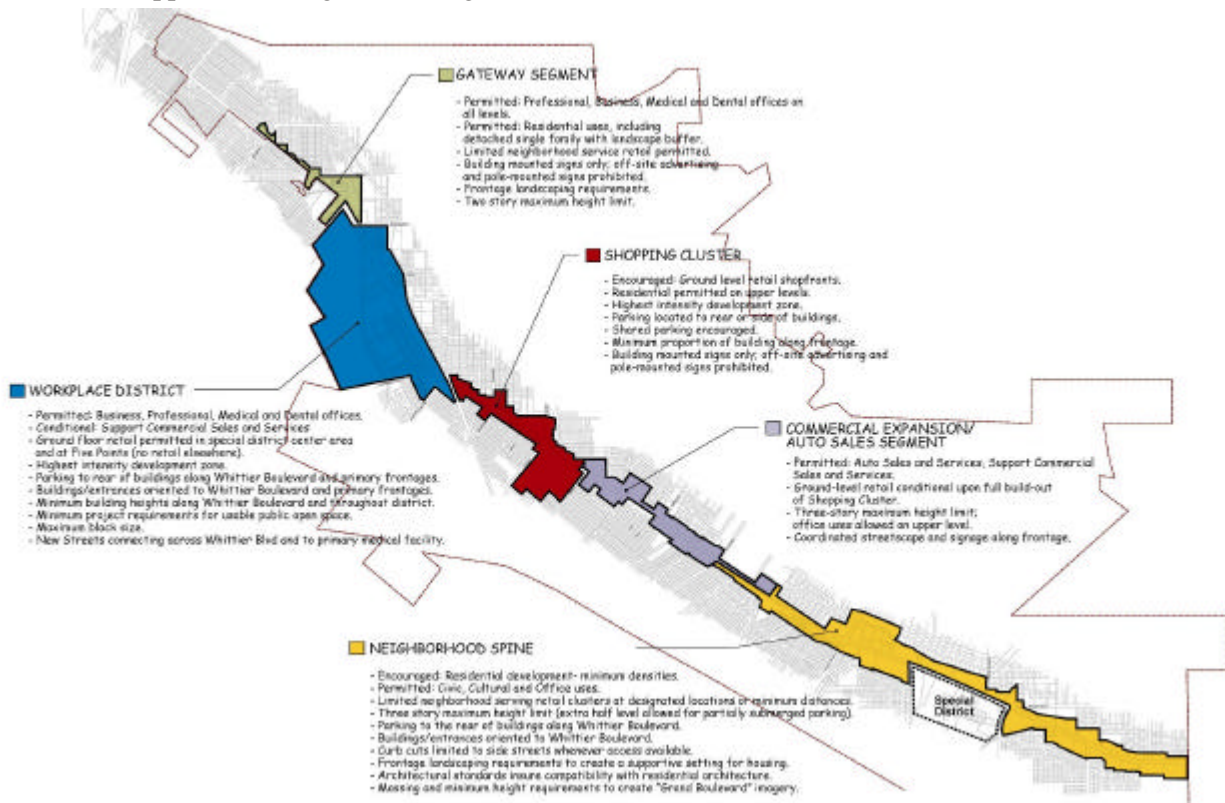 GATEWAY SEGMENT
- Permitted: Professional, Business, Medical and Dental offices on
all levels.
- Permitted: Residential uses, including
detached single family with landscape buffer.
- Limited neighborhood service retail permitted.
- Building mounted signs only; off-site advertising
and pole-mounted signs prohibited.
- Frontage landscaping requirements.
- Two story maximum height limit.
SHOPPING CLUSTER
- Encouraged: Ground level retail shopfronts.
- Residential permitted on upper levels.
- Highest intensity development zone.
- Parking located to rear or side of buildings.
- Shared parking encouraged.
- Minimum proportion of building along frontage.
- Building mounted signs only; off-site advertising and
pole-mounted signs prohibited.
WORKPLACE DISTRICT
- Permitted: Business, Professional, Medical and Dental offices.
- Conditional: Support Commercial Sales and Services
- Ground floor retail permitted in special district center area
and at Five Points (no retail elsewhere).
- Highest intensity development zone.
- Parking to rear of buildings along Whittier Boulevard and primary frontages.
- Buildings/entrances oriented to Whittier Boulevard and primary frontages.
- Minimum building heights along Whittier Boulevard and throughout district.
- Minimum project requirements for useable public open space.
- Maximum block size.
- New Streets connecting across Whittier Blvd and to primary medical facility.
COMMERCIAL EXPANSION/
AUTO SALES SEGMENT
- Permitted: Auto Sales and Services, Support Commercial
Sales and Services.
- Ground-level retail conditional upon full build-out
of Shopping Cluster.
- Three-story maximum height limit;
office uses allowed on upper level.
- Coordinated streetscape and signage along frontage.
NEIGHBORHOOD SPINE
- Encouraged: Residential development- minimum densities.
- Permitted: Civic, Cultural and Office uses.
- Limited neighborhood serving retail clusters at designated locations or minimum distances.
- Three story maximum height limit (extra half level allowed for partially submerged parking).
- Parking to the rear of buildings along Whittier Boulevard.
- Buildings/entrances oriented to Whittier Boulevard.
- Curb cuts limited to side streets whenever access available.
- Frontage landscaping requirements to create a supportive setting for housing.
- Architectural standards insure compatibility with residential architecture.
- Massing and minimum height requirements to create "Grand Boulevard" imagery.
Special
District